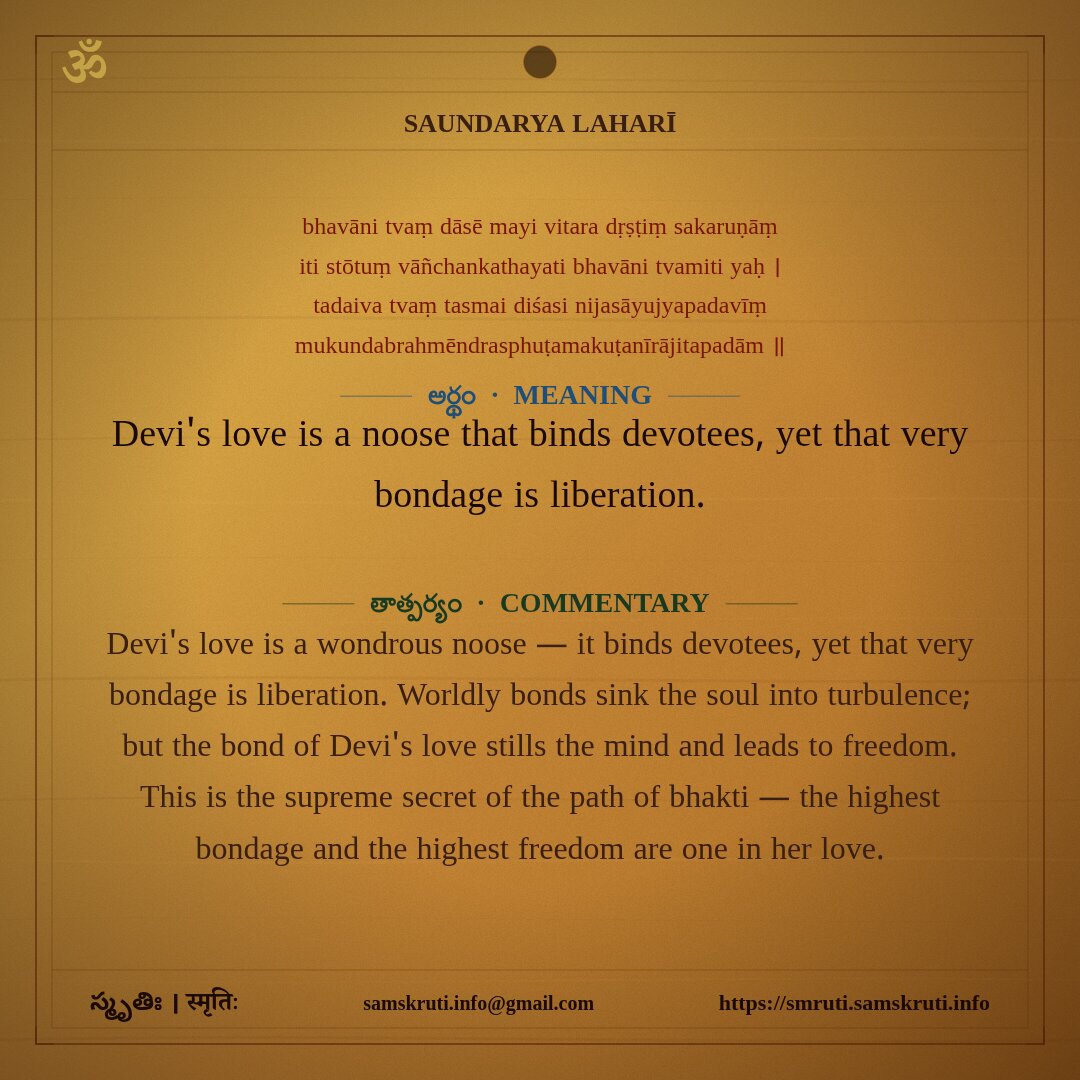 ॐ
SAUNDARYA LAHARĪ
bhavāni tvaṃ dāsē mayi vitara dṛṣṭiṃ sakaruṇāṃ
iti stōtuṃ vāñchankathayati bhavāni tvamiti yaḥ |
tadaiva tvaṃ tasmai diśasi nijasāyujyapadavīṃ
mukundabrahmēndrasphuṭamakuṭanīrājitapadām ||
అర్థం · MEANING
Devi's love is a noose that binds devotees, yet that very
bondage is liberation.
తాత్పర్యం · COMMENTARY
Devi's love is a wondrous noose — it binds devotees, yet that very
bondage is liberation. Worldly bonds sink the soul into turbulence;
but the bond of Devi's love stills the mind and leads to freedom.
This is the supreme secret of the path of bhakti — the highest
bondage and the highest freedom are one in her love.
స్మృతిః | स्मृतिः samskruti.info@gmail.com https://smruti.samskruti.info